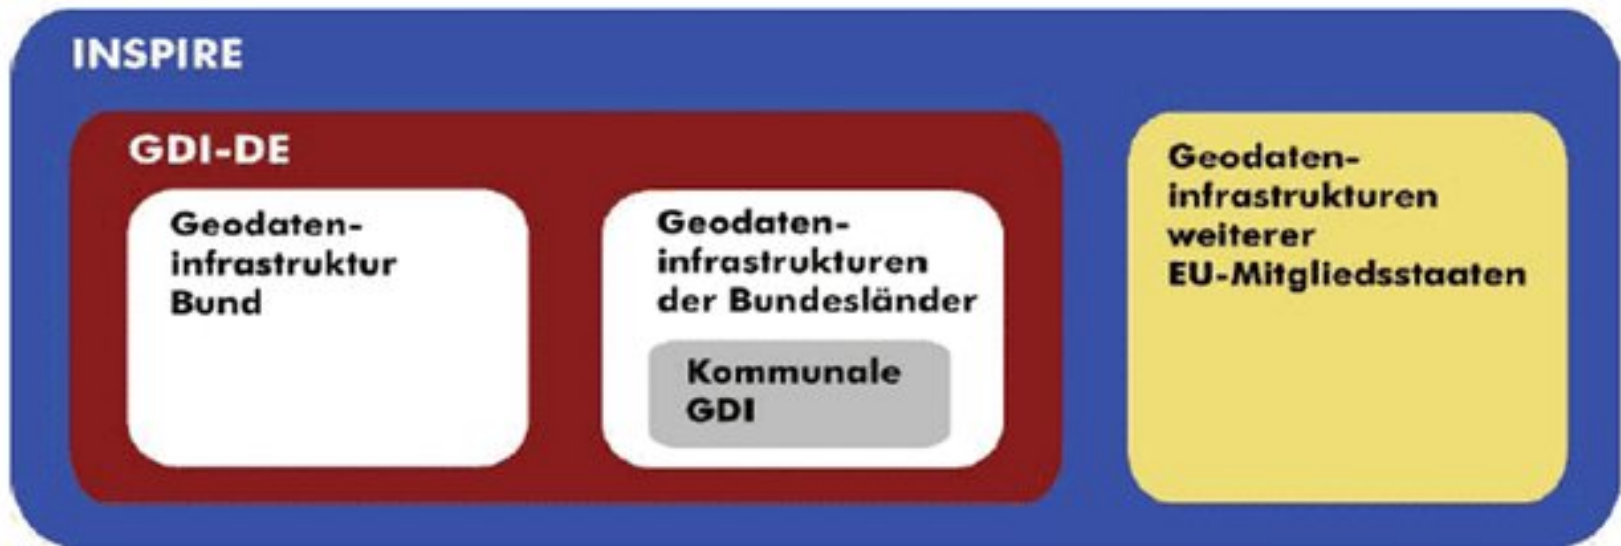 INSPIRE
GDI-DE
Geodaten-
infrastruktur
Bund
Geodaten-
infrastrukturen
der Bundesländer
Kommunale
GDI
Geodaten-
infrastrukturen
weiterer
EU-Mitgliedsstaaten